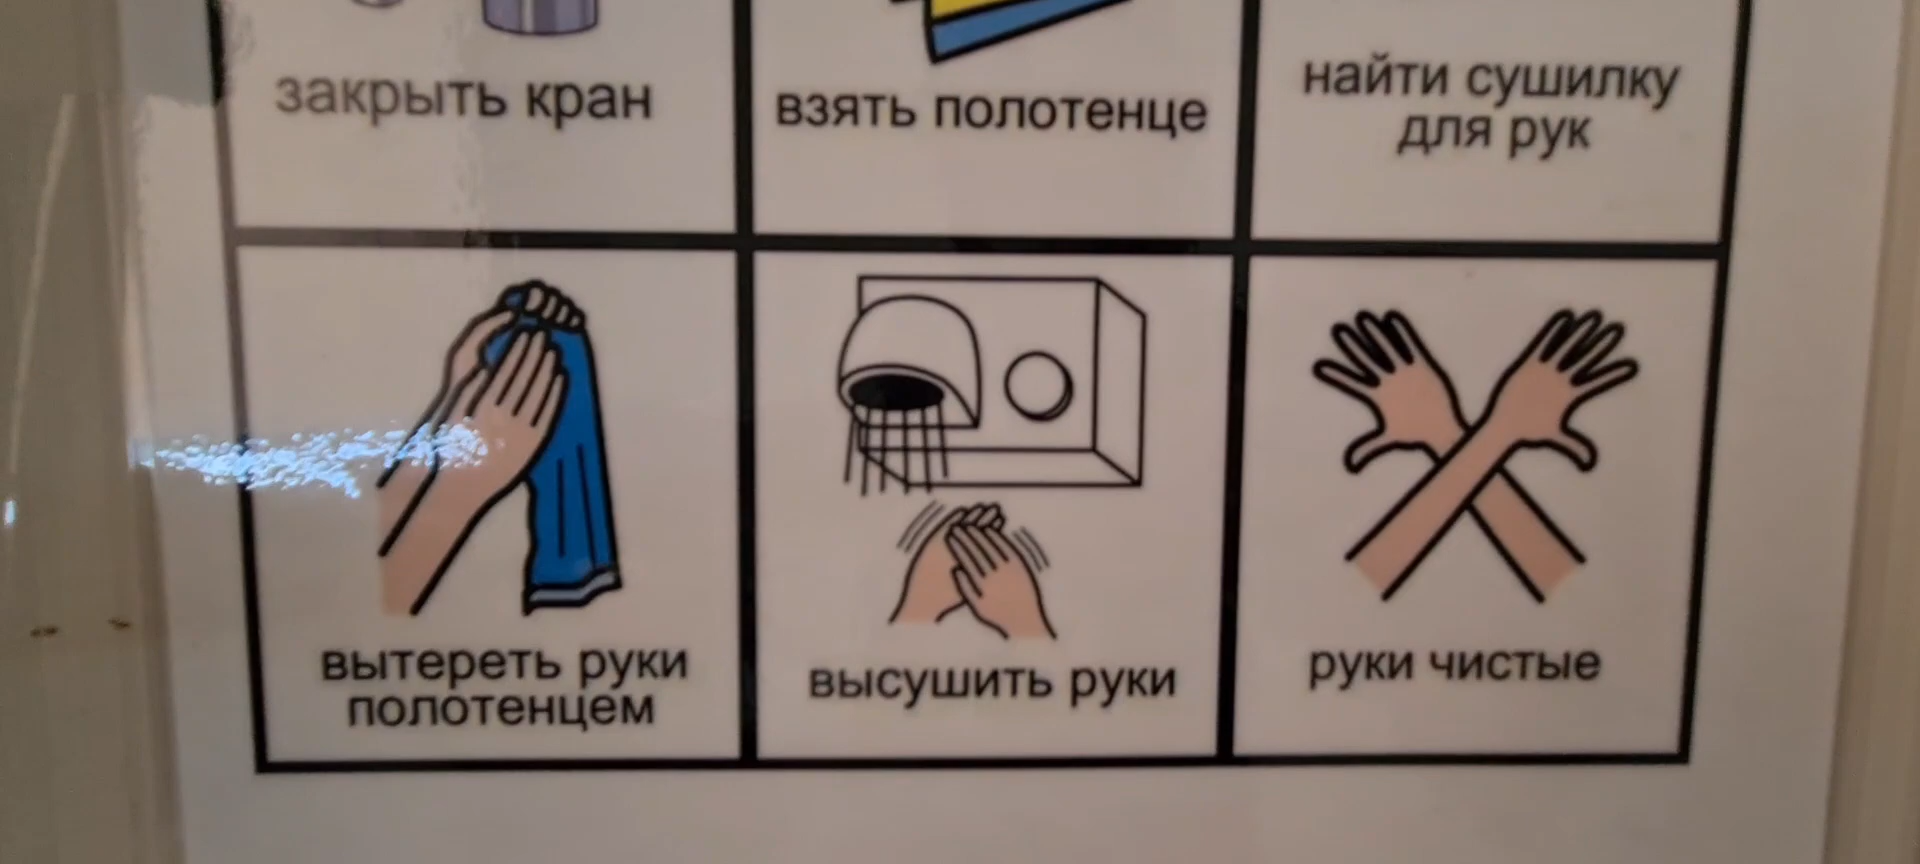 закрыть кран
взять полотенце
найти сушилку
для рук
вытереть руки
полотенцем
высушить руки
руки чистые